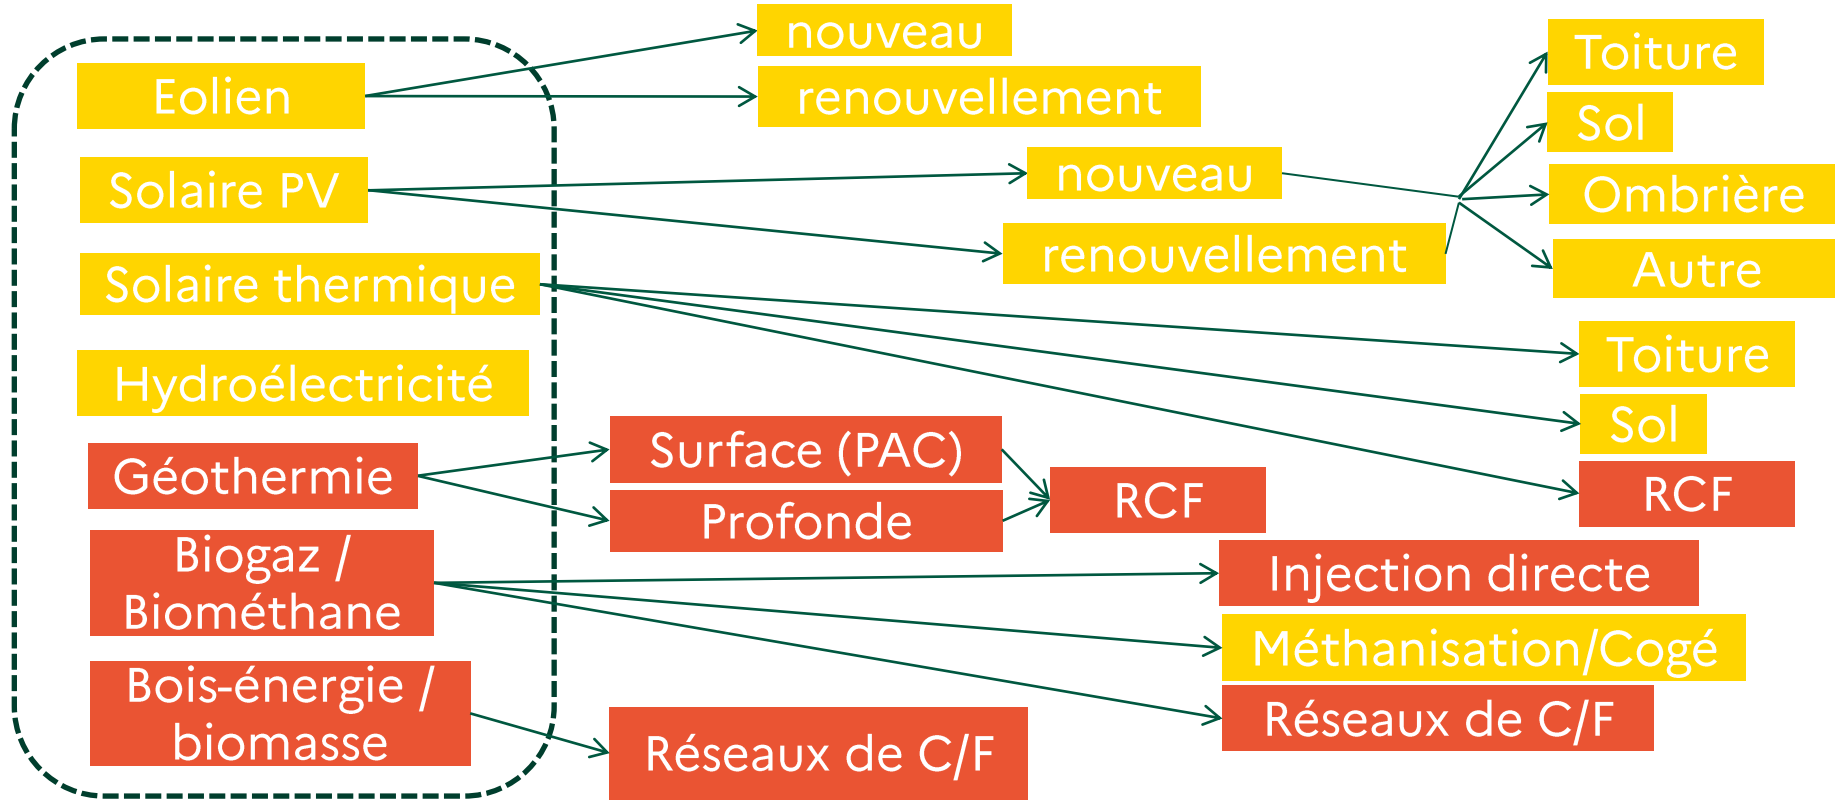 Eolien
nouveau
renouvellement
Solaire PV
nouveau
renouvellement
Toiture
Sol
Ombrière
Autre
Solaire thermique
Toiture
Sol
RCF
Hydroélectricité
Géothermie
Surface (PAC)
Profonde
RCF
Biogaz /
Biométhane
Injection directe
Méthanisation/Cogé
Réseaux de C/F
Bois-énergie /
biomasse
Réseaux de C/F